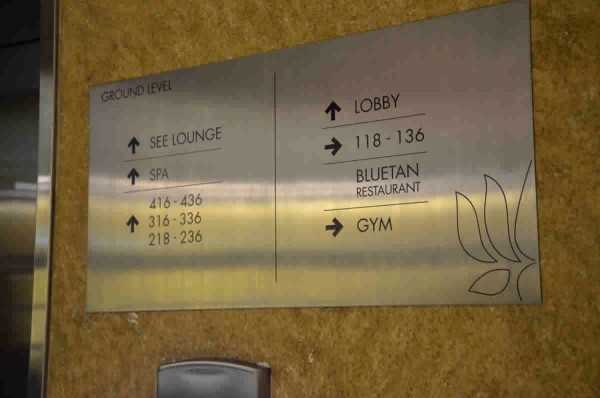 GROUND LEVEL
SEE LOUNGE
SPA
416 - 436
316 - 336
218 - 236
LOBBY
118 - 136
BLUETAN
RESTAURANT
GYM